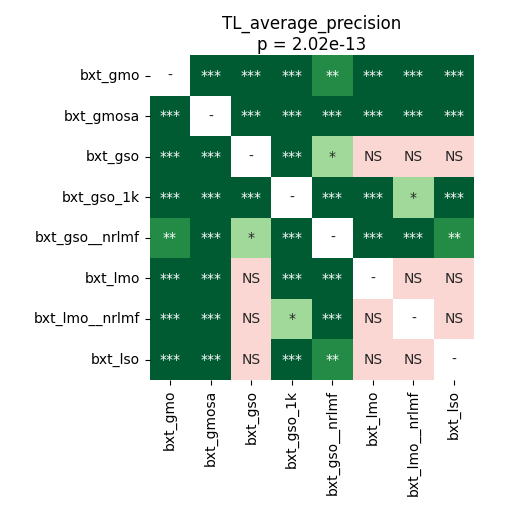 TL_average_precision
p = 2.02e-13
bxt_gmo - *** *** *** ** *** *** ***
bxt_gmosa *** - *** *** *** *** *** ***
bxt_gso *** *** - *** * NS NS NS
bxt_gso_1k *** *** *** - *** *** * ***
bxt_gso__nrlmf ** *** * *** - *** *** **
bxt_lmo *** *** NS *** *** - NS NS
bxt_lmo__nrlmf *** *** NS * *** NS - NS
bxt_lso *** *** NS *** ** NS NS -
bxt_gmo
bxt_gmosa
bxt_gso
bxt_gso_1k
bxt_gso__nrlmf
bxt_lmo
bxt_lmo__nrlmf
bxt_lso